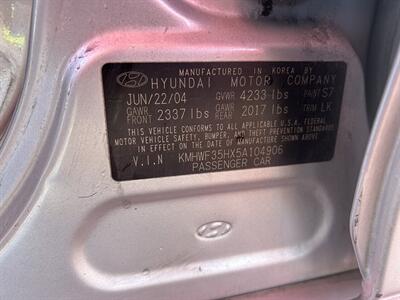 MANUFACTURED IN KOREA BY
HYUNDAI MOTOR COMPANY
JUN/22/04 GVWR 4233 lbs PAINT S7
GAWR FRONT 2337 lbs GAWR REAR 2017 lbs TRIM LK
THIS VEHICLE CONFORMS TO ALL APPLICABLE U.S.A. FEDERAL
MOTOR VEHICLE SAFETY, BUMPER, AND THEFT PREVENTION STANDARDS
IN EFFECT ON THE DATE OF MANUFACTURE SHOWN ABOVE.
V.I.N KMHWF35HX5A104906
PASSENGER CAR